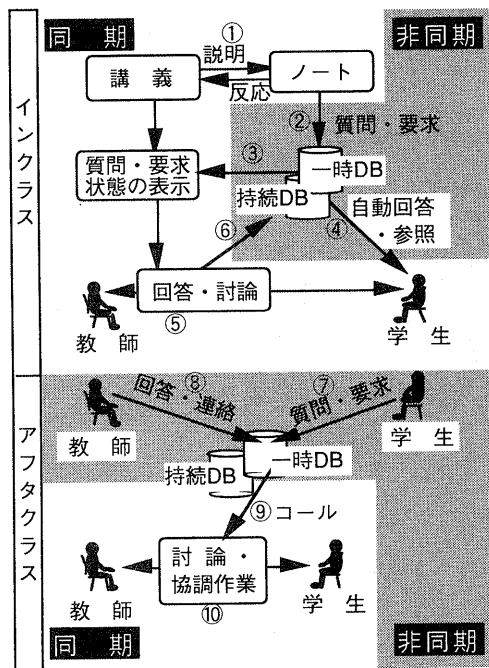 同期
非同期
①
説明
講義
ノート
反応
②
質問・要求
質問・要求
状態の表示
③
一時DB
持続DB
自動回答
・参照
④
⑥
回答・討論
⑤
教師
学生
インクラス
アフタクラス
⑧
回答・連絡
⑦
質問・要求
教師
学生
一時DB
持続DB
⑨コール
討論・
協調作業
⑩
教師
学生
同期
非同期